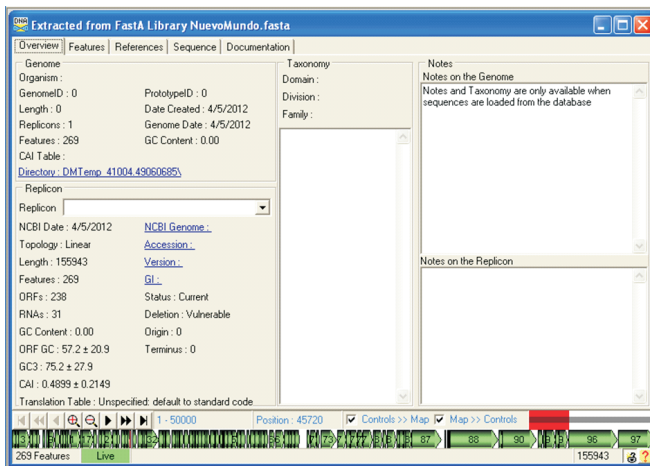 Extracted from FastA Library NuevoMundo.fasta
Overview Features References Sequence Documentation
Genome
Organism :
GenomeID : 0 PrototypeID : 0
Length : 0 Date Created : 4/5/2012
Replicons : 1 Genome Date : 4/5/2012
Features : 269 GC Content : 0.00
CAI Table :
Directory : DMTemp_41004.49060685\
Replicon
Replicon
NCBI Date : 4/5/2012 NCBI Genome :
Topology : Linear Accession :
Length : 155943 Version :
Features : 269 GI :
ORFs : 238 Status : Current
RNAs : 31 Deletion : Vulnerable
GC Content : 0.00 Origin : 0
ORF GC : 57.2 ± 20.9 Terminus : 0
GC3 : 75.2 ± 27.9
CAI : 0.4899 ± 0.2149
Translation Table : Unspecified: default to standard code
Taxonomy
Domain :
Division :
Family :
Notes
Notes on the Genome
Notes and Taxonomy are only available when
sequences are loaded from the database
Notes on the Replicon
1 - 50000 Position : 45720 Controls >> Map Map >> Controls
87 88 90 96 97
269 Features Live 155943